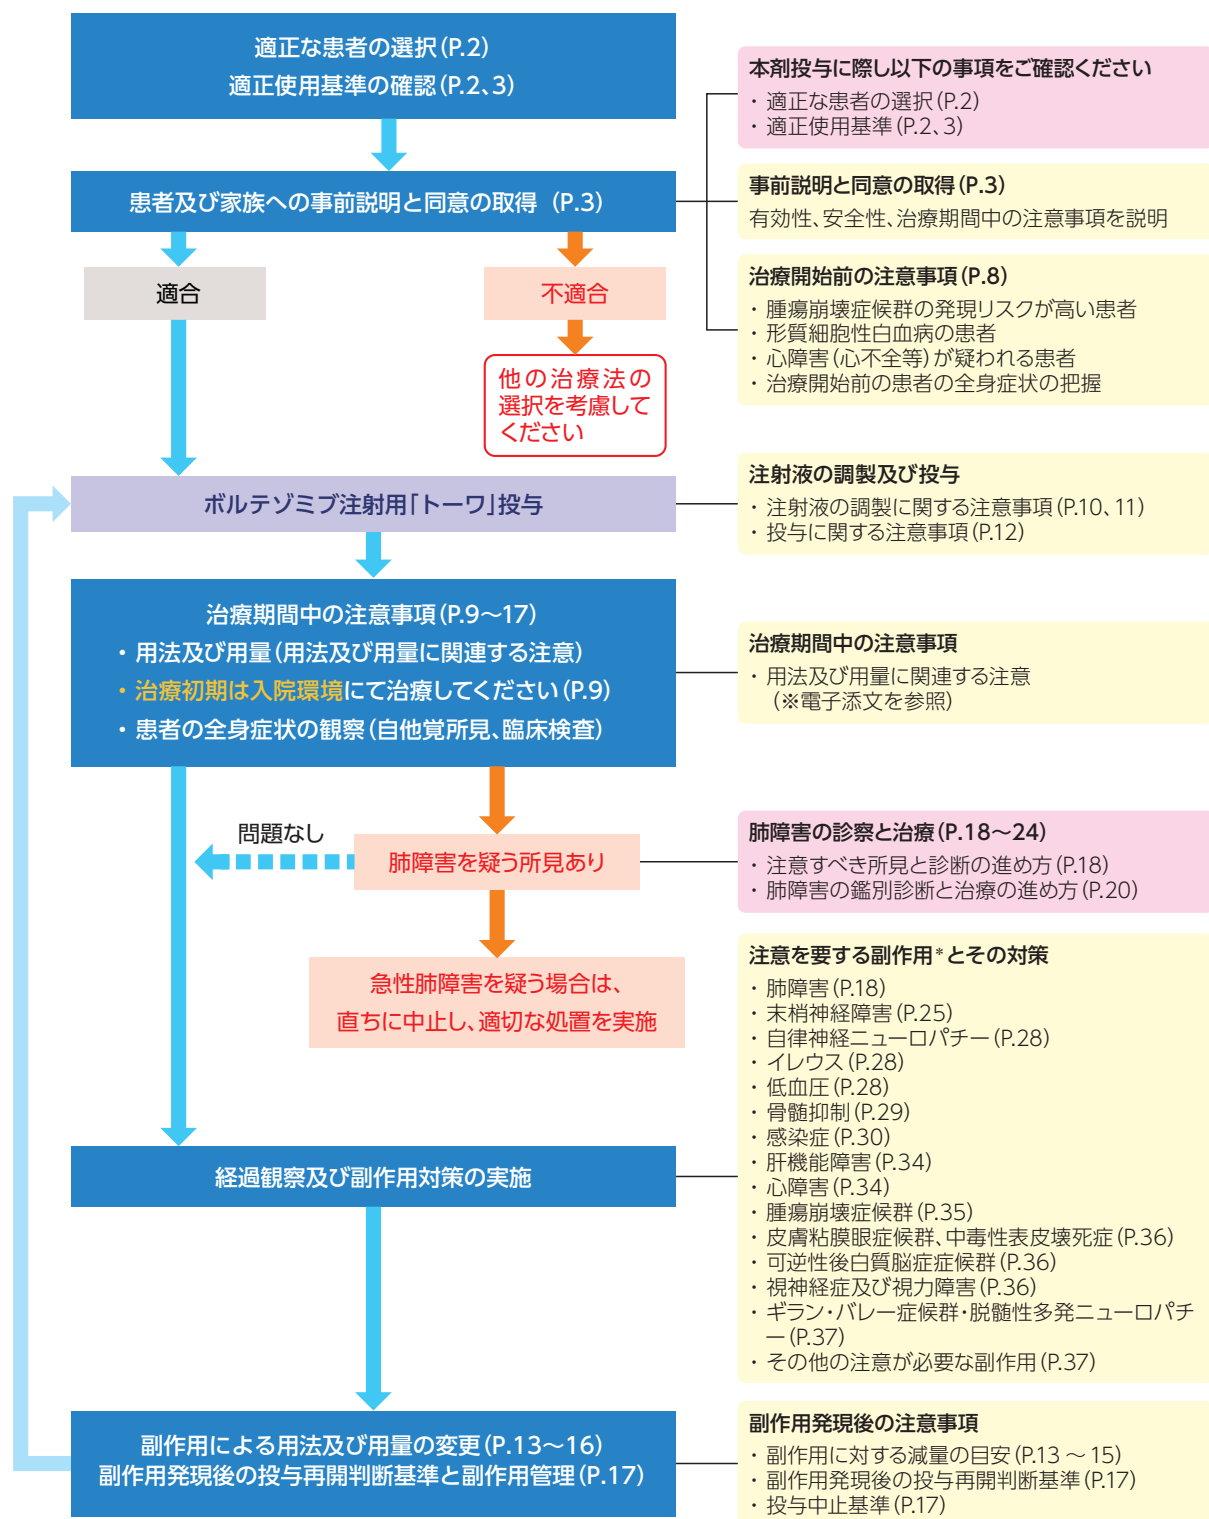 適正な患者の選択(P.2)
適正使用基準の確認(P.2、3)
患者及び家族への事前説明と同意の取得 (P.3)
適合
不適合
他の治療法の
選択を考慮して
ください
ボルテゾミブ注射用「トーワ」投与
治療期間中の注意事項(P.9〜17)
・用法及び用量(用法及び用量に関連する注意)
・治療初期は入院環境にて治療してください(P.9)
・患者の全身症状の観察(自他覚所見、臨床検査)
問題なし
肺障害を疑う所見あり
急性肺障害を疑う場合は、
直ちに中止し、適切な処置を実施
経過観察及び副作用対策の実施
副作用による用法及び用量の変更(P.13〜16)
副作用発現後の投与再開判断基準と副作用管理(P.17)
本剤投与に際し以下の事項をご確認ください
・適正な患者の選択(P.2)
・適正使用基準(P.2、3)
事前説明と同意の取得(P.3)
有効性、安全性、治療期間中の注意事項を説明
治療開始前の注意事項(P.8)
・腫瘍崩壊症候群の発現リスクが高い患者
・形質細胞性白血病の患者
・心障害(心不全等)が疑われる患者
・治療開始前の患者の全身症状の把握
注射液の調製及び投与
・注射液の調製に関する注意事項(P.10、11)
・投与に関する注意事項(P.12)
治療期間中の注意事項
・用法及び用量に関連する注意
(※電子添文を参照)
肺障害の診察と治療(P.18〜24)
・注意すべき所見と診断の進め方(P.18)
・肺障害の鑑別診断と治療の進め方(P.20)
注意を要する副作用*とその対策
・肺障害(P.18)
・末梢神経障害(P.25)
・自律神経ニューロパチー(P.28)
・イレウス(P.28)
・低血圧(P.28)
・骨髄抑制(P.29)
・感染症(P.30)
・肝機能障害(P.34)
・心障害(P.34)
・腫瘍崩壊症候群(P.35)
・皮膚粘膜眼症候群、中毒性表皮壊死症(P.36)
・可逆性後白質脳症症候群(P.36)
・視神経症及び視力障害(P.36)
・ギラン・バレー症候群・脱髄性多発ニューロパチ
ー(P.37)
・その他の注意が必要な副作用(P.37)
副作用発現後の注意事項
・副作用に対する減量の目安(P.13 〜 15)
・副作用発現後の投与再開判断基準(P.17)
・投与中止基準(P.17)